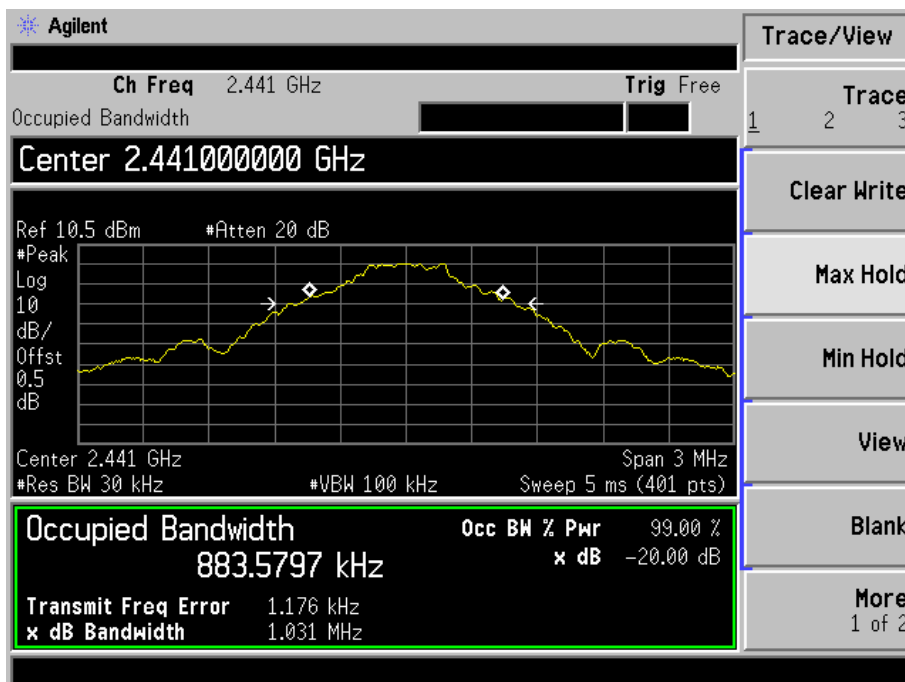 Agilent
Trace/View
Ch Freq 2.441 GHz Trig Free
Occupied Bandwidth
Center 2.441000000 GHz
Ref 10.5 dBm #Atten 20 dB
#Peak
Log
10
dB/
Offst
0.5
dB
Center 2.441 GHz Span 3 MHz
#Res BW 30 kHz #VBW 100 kHz Sweep 5 ms (401 pts)
Occupied Bandwidth
883.5797 kHz
Occ BW % Pwr 99.00 %
x dB -20.00 dB
Transmit Freq Error 1.176 kHz
x dB Bandwidth 1.031 MHz
Trace
1 2 3
Clear Write
Max Hold
Min Hold
View
Blank
More
1 of 2